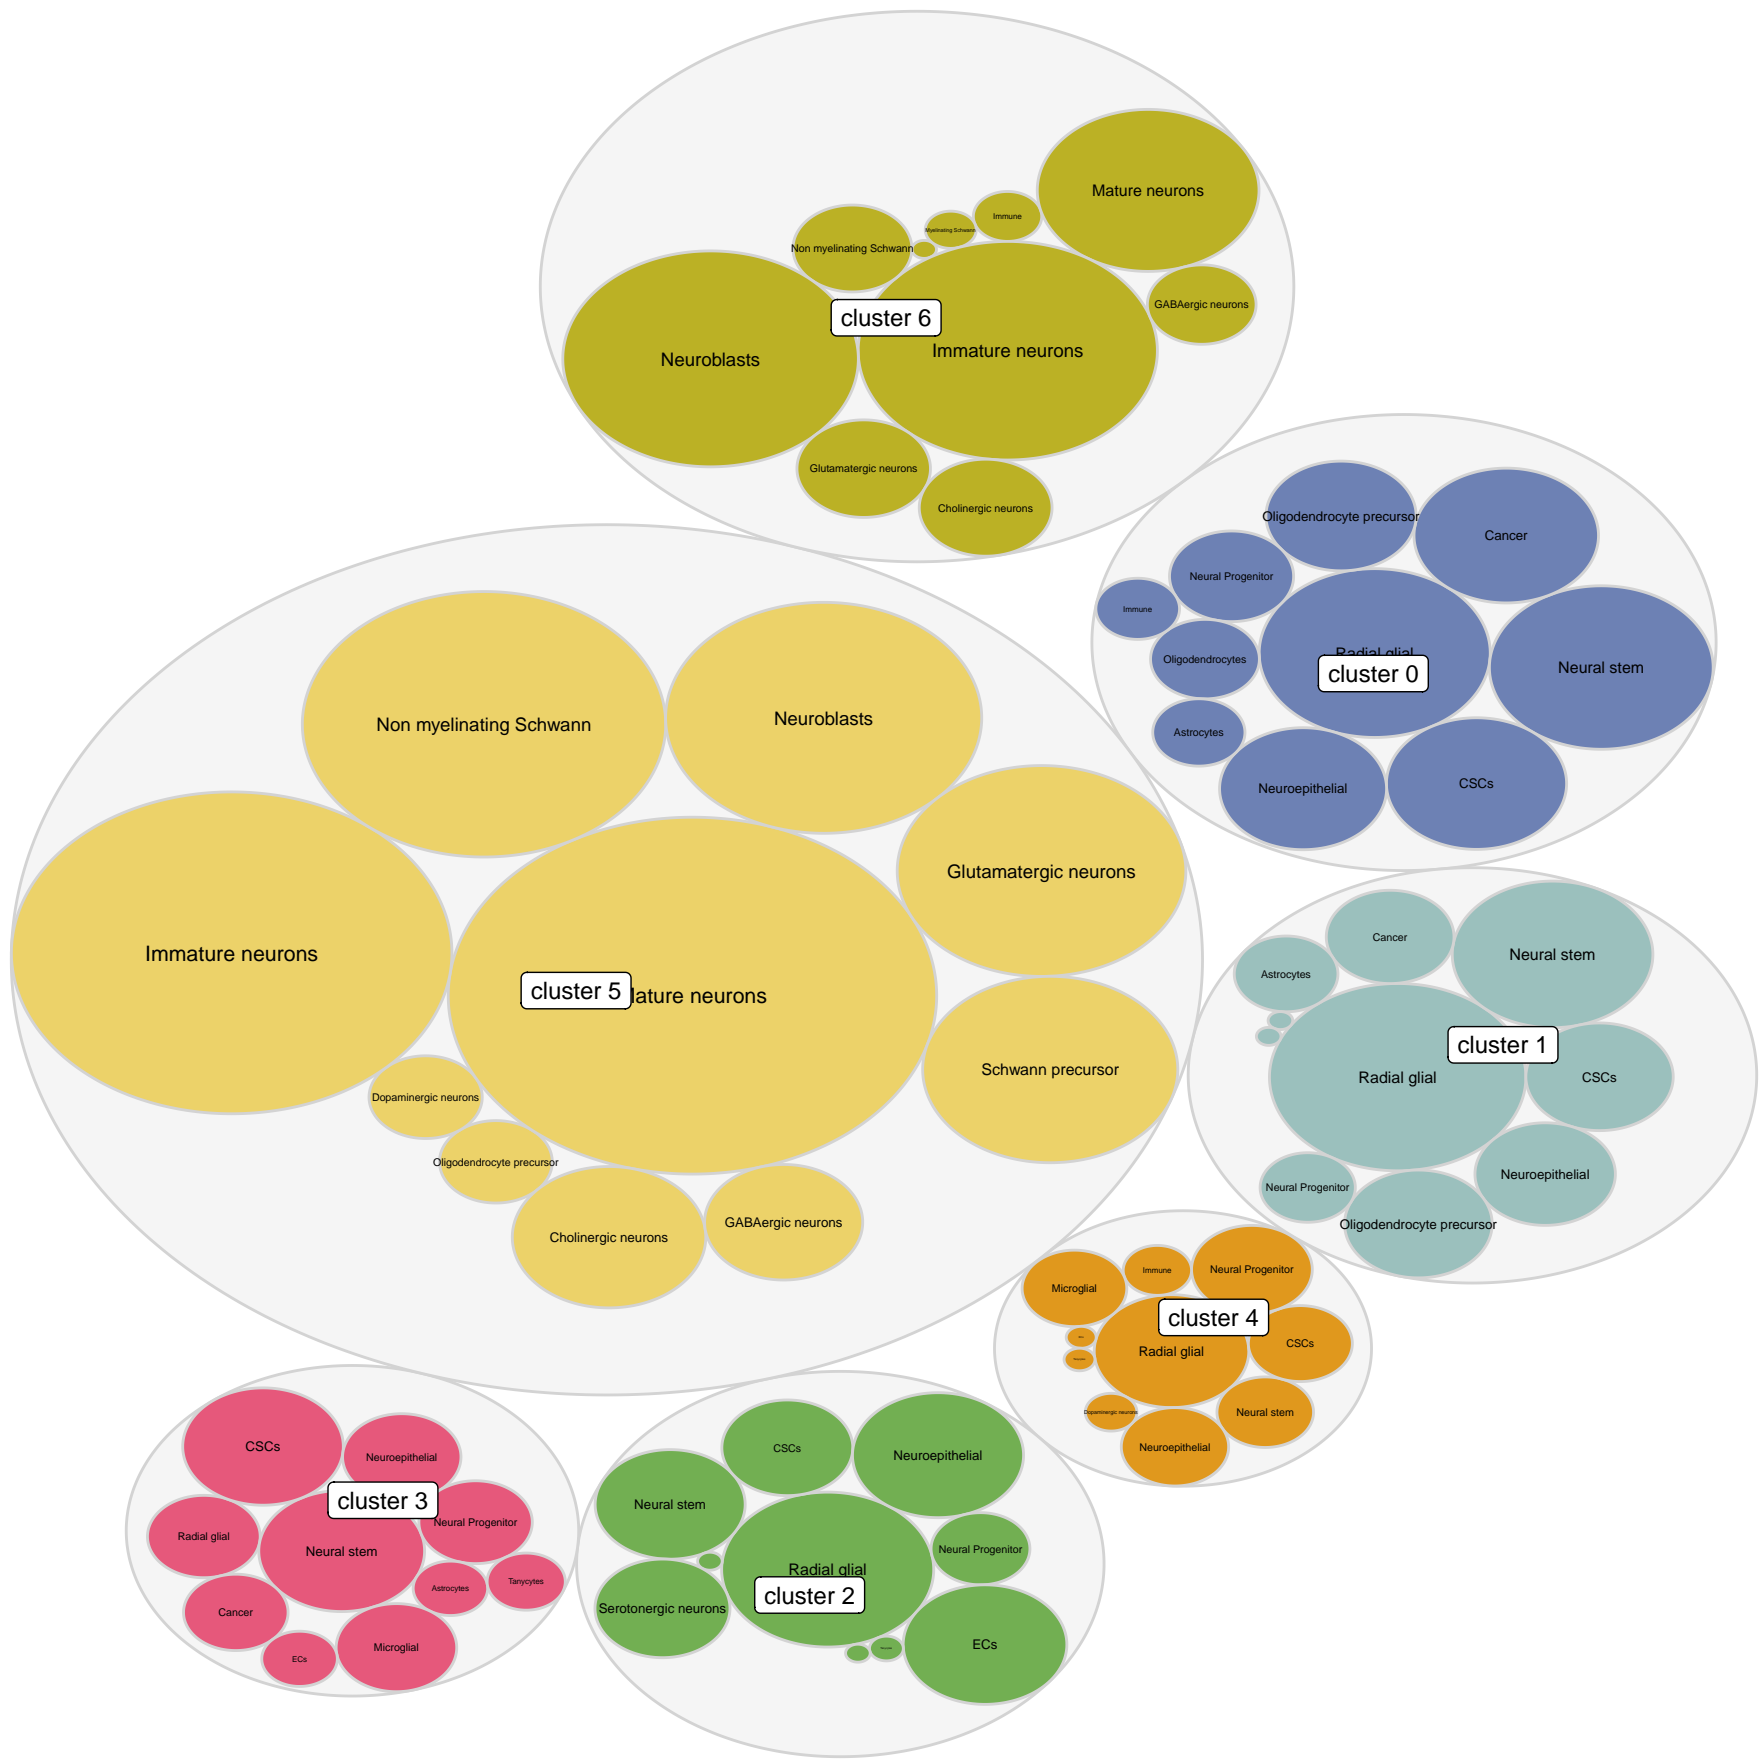 Mature neurons
Immune
Myelinating Schwann
Non myelinating Schwann
GABAergic neurons
cluster 6
Immature neurons
Neuroblasts
Glutamatergic neurons
Cholinergic neurons
Oligodendrocyte precursor
Cancer
Neural Progenitor
Immune
Oligodendrocytes
Radial glial
cluster 0
Neural stem
Astrocytes
Neuroepithelial
CSCs
Non myelinating Schwann
Neuroblasts
Glutamatergic neurons
Immature neurons
cluster 5
ature neurons
Schwann precursor
Dopaminergic neurons
Oligodendrocyte precursor
Cholinergic neurons
GABAergic neurons
Cancer
Neural stem
Astrocytes
cluster 1
Radial glial
CSCs
Neuroepithelial
Neural Progenitor
Oligodendrocyte precursor
Immune
Neural Progenitor
Microglial
cluster 4
CSCs
Radial glial
Dopaminergic neurons
Neural stem
Neuroepithelial
CSCs
Neuroepithelial
cluster 3
Radial glial
Neural Progenitor
Neural stem
Astrocytes
Tanycytes
Cancer
Microglial
ECs
CSCs
Neuroepithelial
Neural stem
Neural Progenitor
Radial glial
cluster 2
Serotonergic neurons
ECs